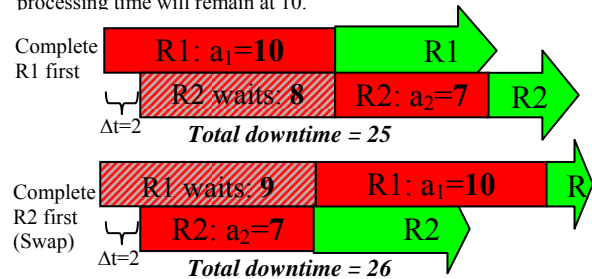 processing time will remain at 10.
Complete R1 first
R1: a₁=10
R1
R2 waits: 8
R2: a₂=7
R2
Δt=2
Total downtime = 25
Complete R2 first (Swap)
R1 waits: 9
R1: a₁=10
R
R2: a₂=7
R2
Δt=2
Total downtime = 26